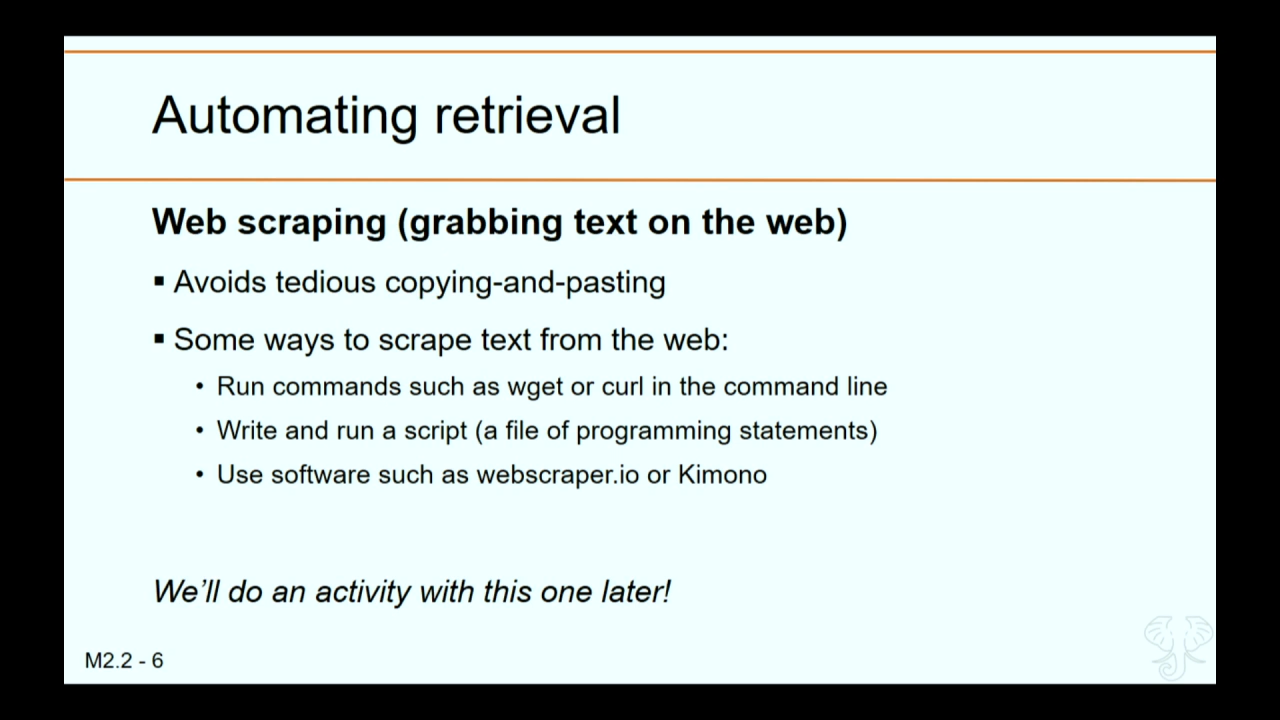 Automating retrieval
Web scraping (grabbing text on the web)
▪ Avoids tedious copying-and-pasting
▪ Some ways to scrape text from the web:
• Run commands such as wget or curl in the command line
• Write and run a script (a file of programming statements)
• Use software such as webscraper.io or Kimono
We’ll do an activity with this one later!
M2.2 - 6